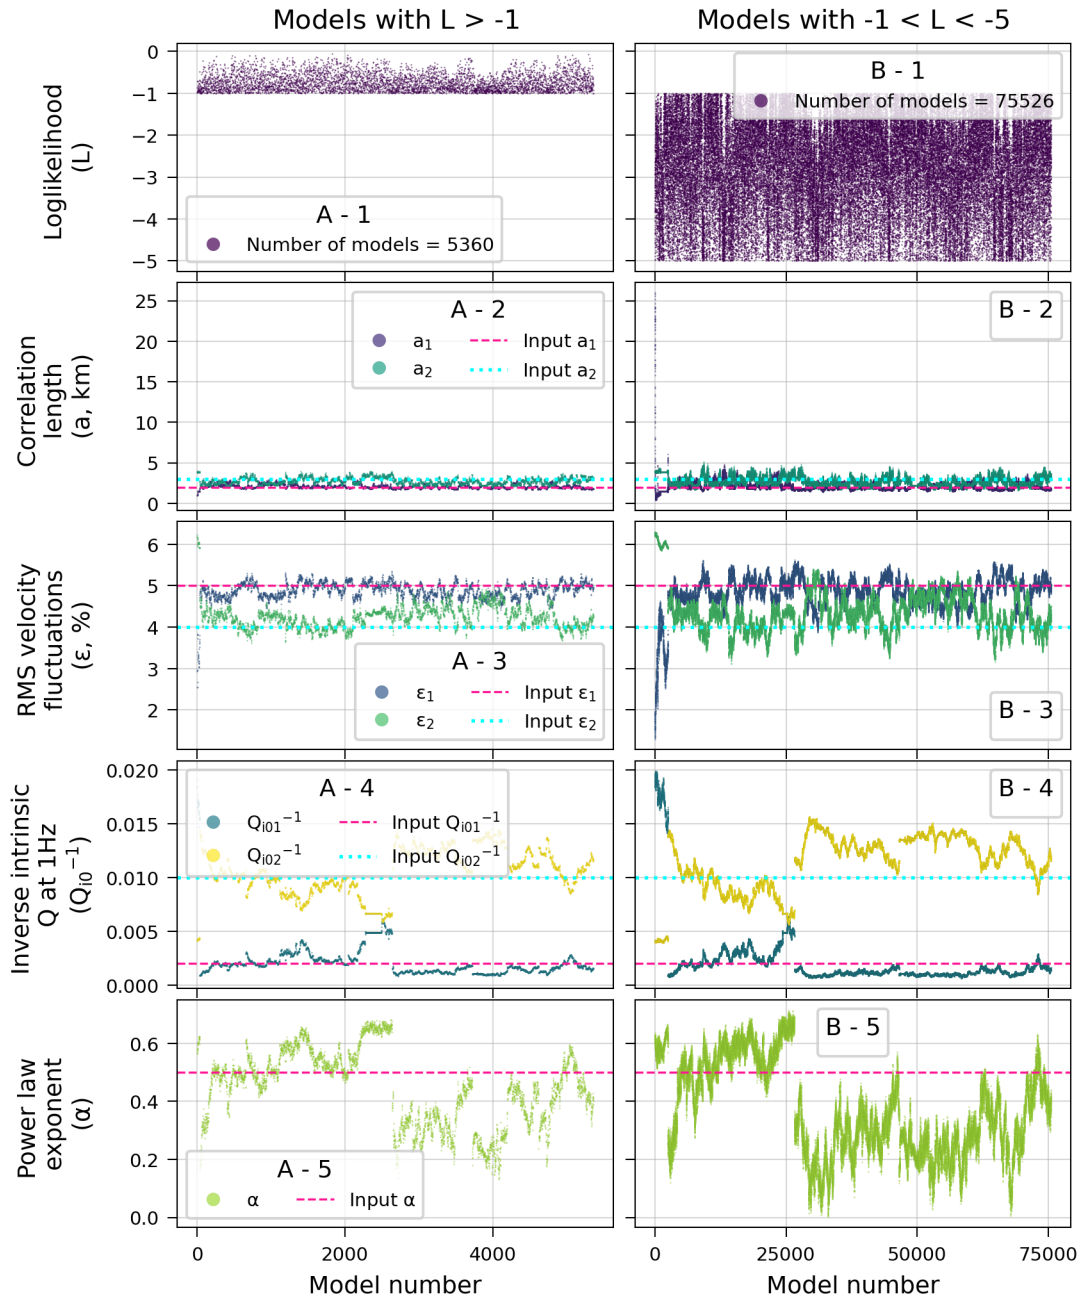 Models with L > -1
Models with -1 < L < -5
Loglikelihood
(L)
0
−1
−2
−3
−4
−5
A - 1
Number of models = 5360
B - 1
Number of models = 75526
Correlation
length
(a, km)
25
20
15
10
5
0
A - 2
a₁ Input a₁
a₂ Input a₂
B - 2
RMS velocity
fluctuations
(ε, %)
6
5
4
3
2
A - 3
ε₁ Input ε₁
ε₂ Input ε₂
B - 3
Inverse intrinsic
Q at 1Hz
(Qᵢ₀⁻¹)
0.020
0.015
0.010
0.005
0.000
A - 4
Qᵢ₀₁⁻¹ Input Qᵢ₀₁⁻¹
Qᵢ₀₂⁻¹ Input Qᵢ₀₂⁻¹
B - 4
Power law
exponent
(α)
0.6
0.4
0.2
0.0
A - 5
α Input α
B - 5
0 2000 4000
0 25000 50000 75000
Model number
Model number